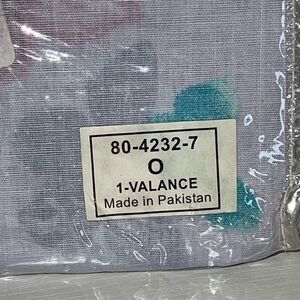 80-4232-7
O
1-VALANCE
Made in Pakistan